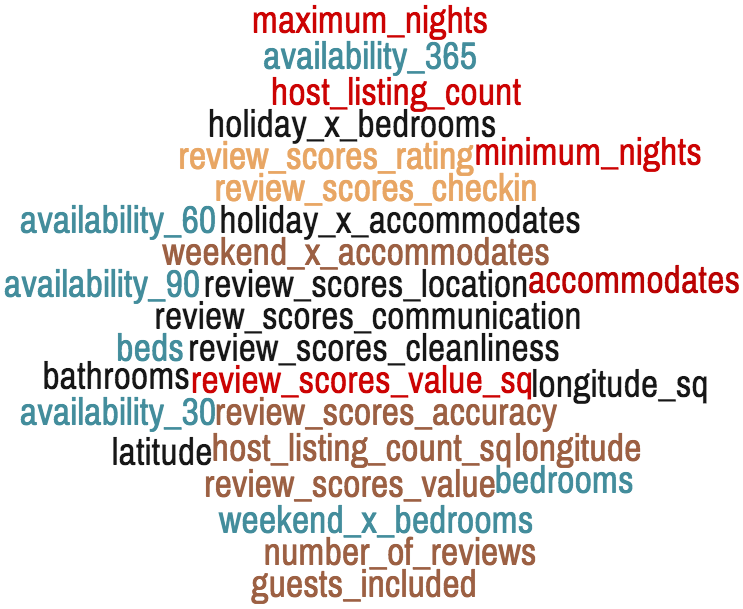 maximum_nights
availability_365
host_listing_count
holiday_x_bedrooms
review_scores_rating minimum_nights
review_scores_checkin
availability_60 holiday_x_accommodates
weekend_x_accommodates
availability_90 review_scores_location accommodates
review_scores_communication
beds review_scores_cleanliness
bathrooms review_scores_value_sq longitude_sq
availability_30 review_scores_accuracy
latitude host_listing_count_sq longitude
review_scores_value bedrooms
weekend_x_bedrooms
number_of_reviews
guests_included